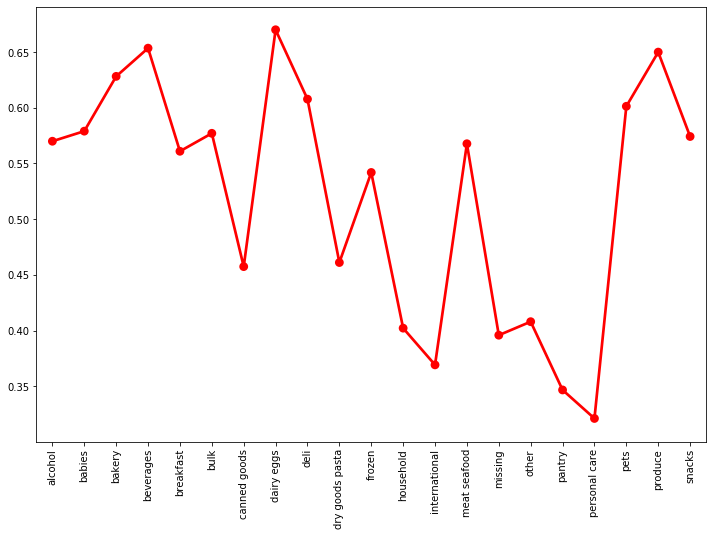 0.65
0.60
0.55
0.50
0.45
0.40
0.35
alcohol
babies
bakery
beverages
breakfast
bulk
canned goods
dairy eggs
deli
dry goods pasta
frozen
household
international
meat seafood
missing
other
pantry
personal care
pets
produce
snacks